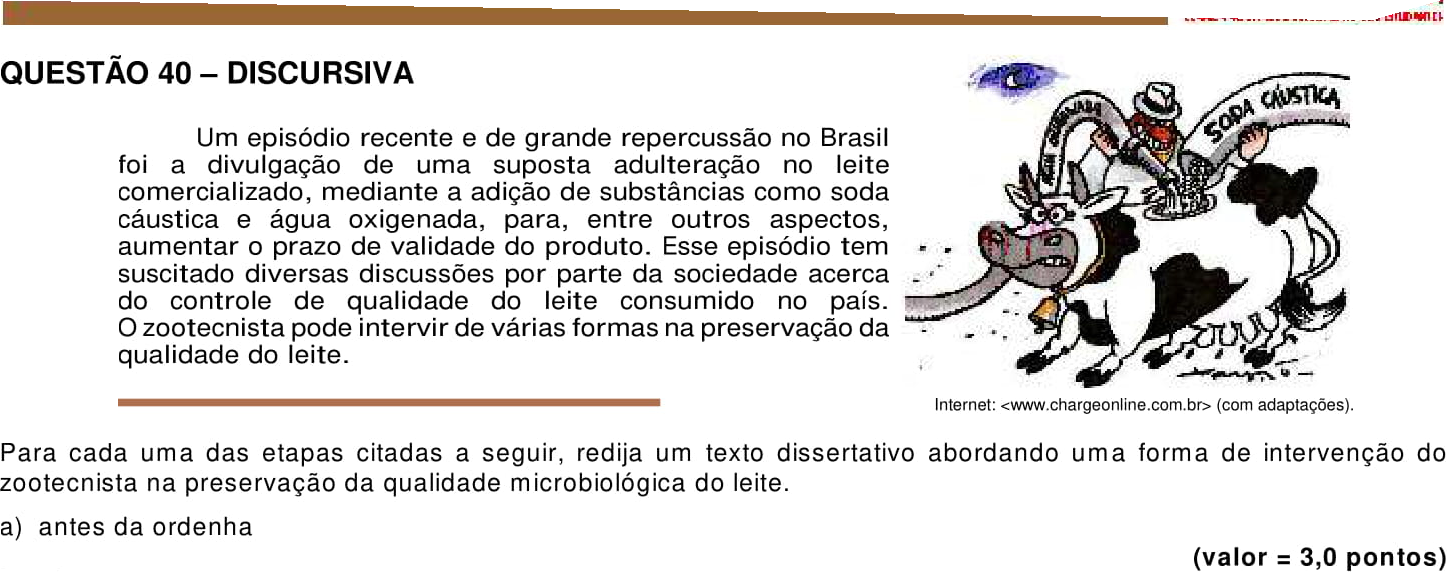 QUESTÃO 40 – DISCURSIVA
Um episódio recente e de grande repercussão no Brasil
foi a divulgação de uma suposta adulteração no leite
comercializado, mediante a adição de substâncias como soda
cáustica e água oxigenada, para, entre outros aspectos,
aumentar o prazo de validade do produto. Esse episódio tem
suscitado diversas discussões por parte da sociedade acerca
do controle de qualidade do leite consumido no país.
O zootecnista pode intervir de várias formas na preservação da
qualidade do leite.
SODA CÁUSTICA
Internet: <www.chargeonline.com.br> (com adaptações).
Para cada uma das etapas citadas a seguir, redija um texto dissertativo abordando uma forma de intervenção do
zootecnista na preservação da qualidade microbiológica do leite.
a) antes da ordenha
(valor = 3,0 pontos)